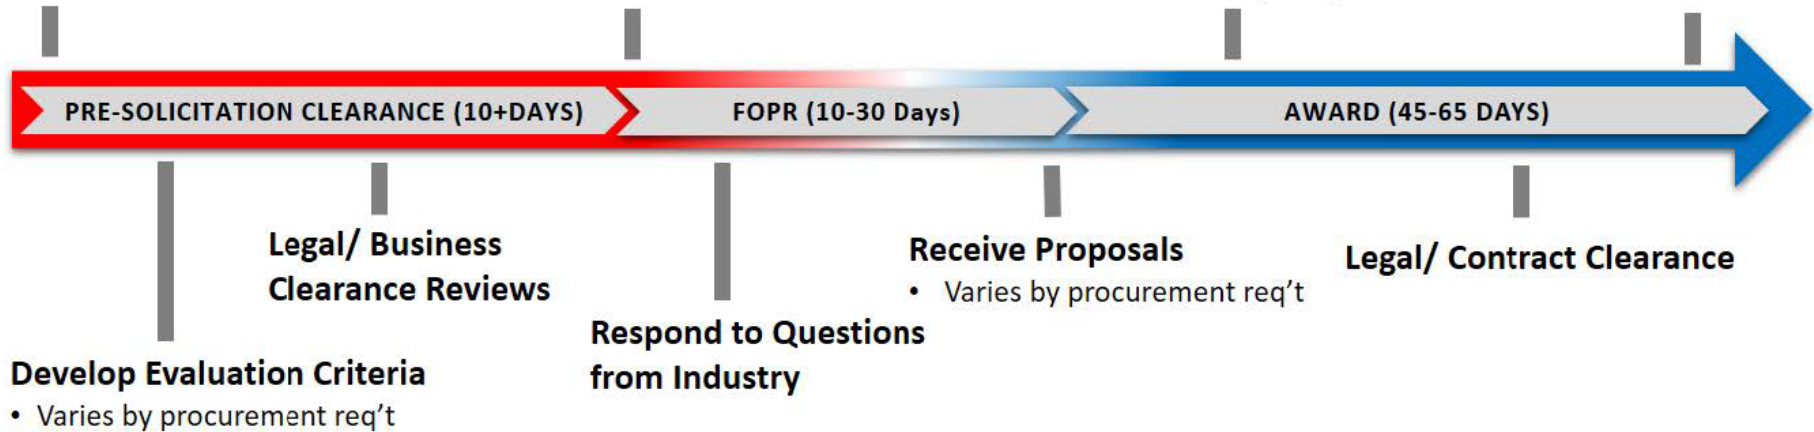 PRE-SOLICITATION CLEARANCE (10+DAYS)
FOPR (10-30 Days)
AWARD (45-65 DAYS)
Legal/ Business
Clearance Reviews
Receive Proposals
• Varies by procurement req't
Legal/ Contract Clearance
Respond to Questions
from Industry
Develop Evaluation Criteria
• Varies by procurement req't